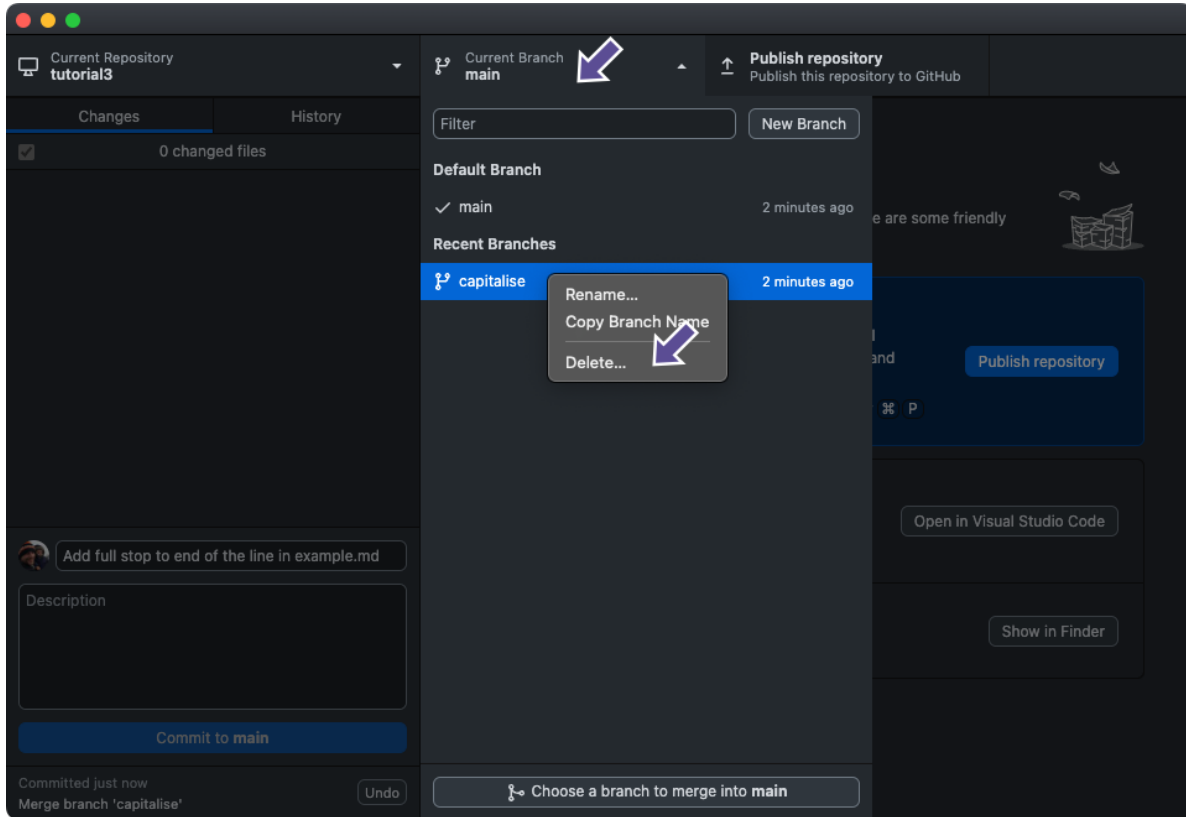 Current Repository
tutorial3
Current Branch
main
Publish repository
Publish this repository to GitHub
Changes
History
0 changed files
Filter
New Branch
Default Branch
main
2 minutes ago
Recent Branches
capitalise
2 minutes ago
Rename...
Copy Branch Name
Delete...
e are some friendly
and
Publish repository
⌘ P
Open in Visual Studio Code
Show in Finder
Add full stop to end of the line in example.md
Description
Commit to main
Committed just now
Merge branch 'capitalise'
Undo
Choose a branch to merge into main